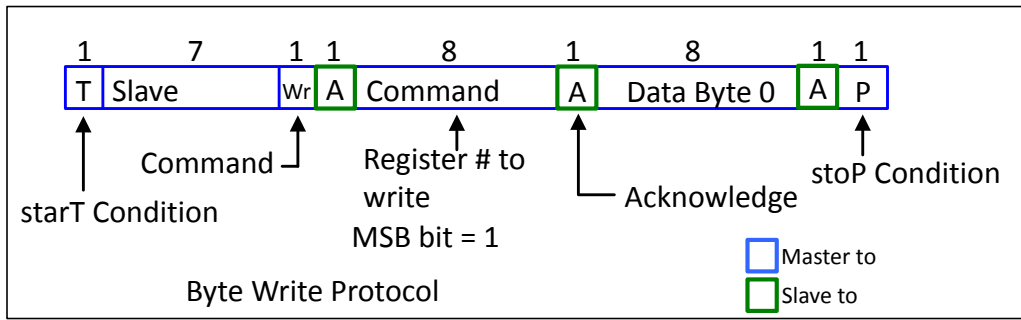 1 7 1 1 8 1 8 1 1
T Slave Wr A Command A Data Byte 0 A P
Command
starT Condition
Register # to
write
MSB bit = 1
Acknowledge
stoP Condition
Master to
Slave to
Byte Write Protocol